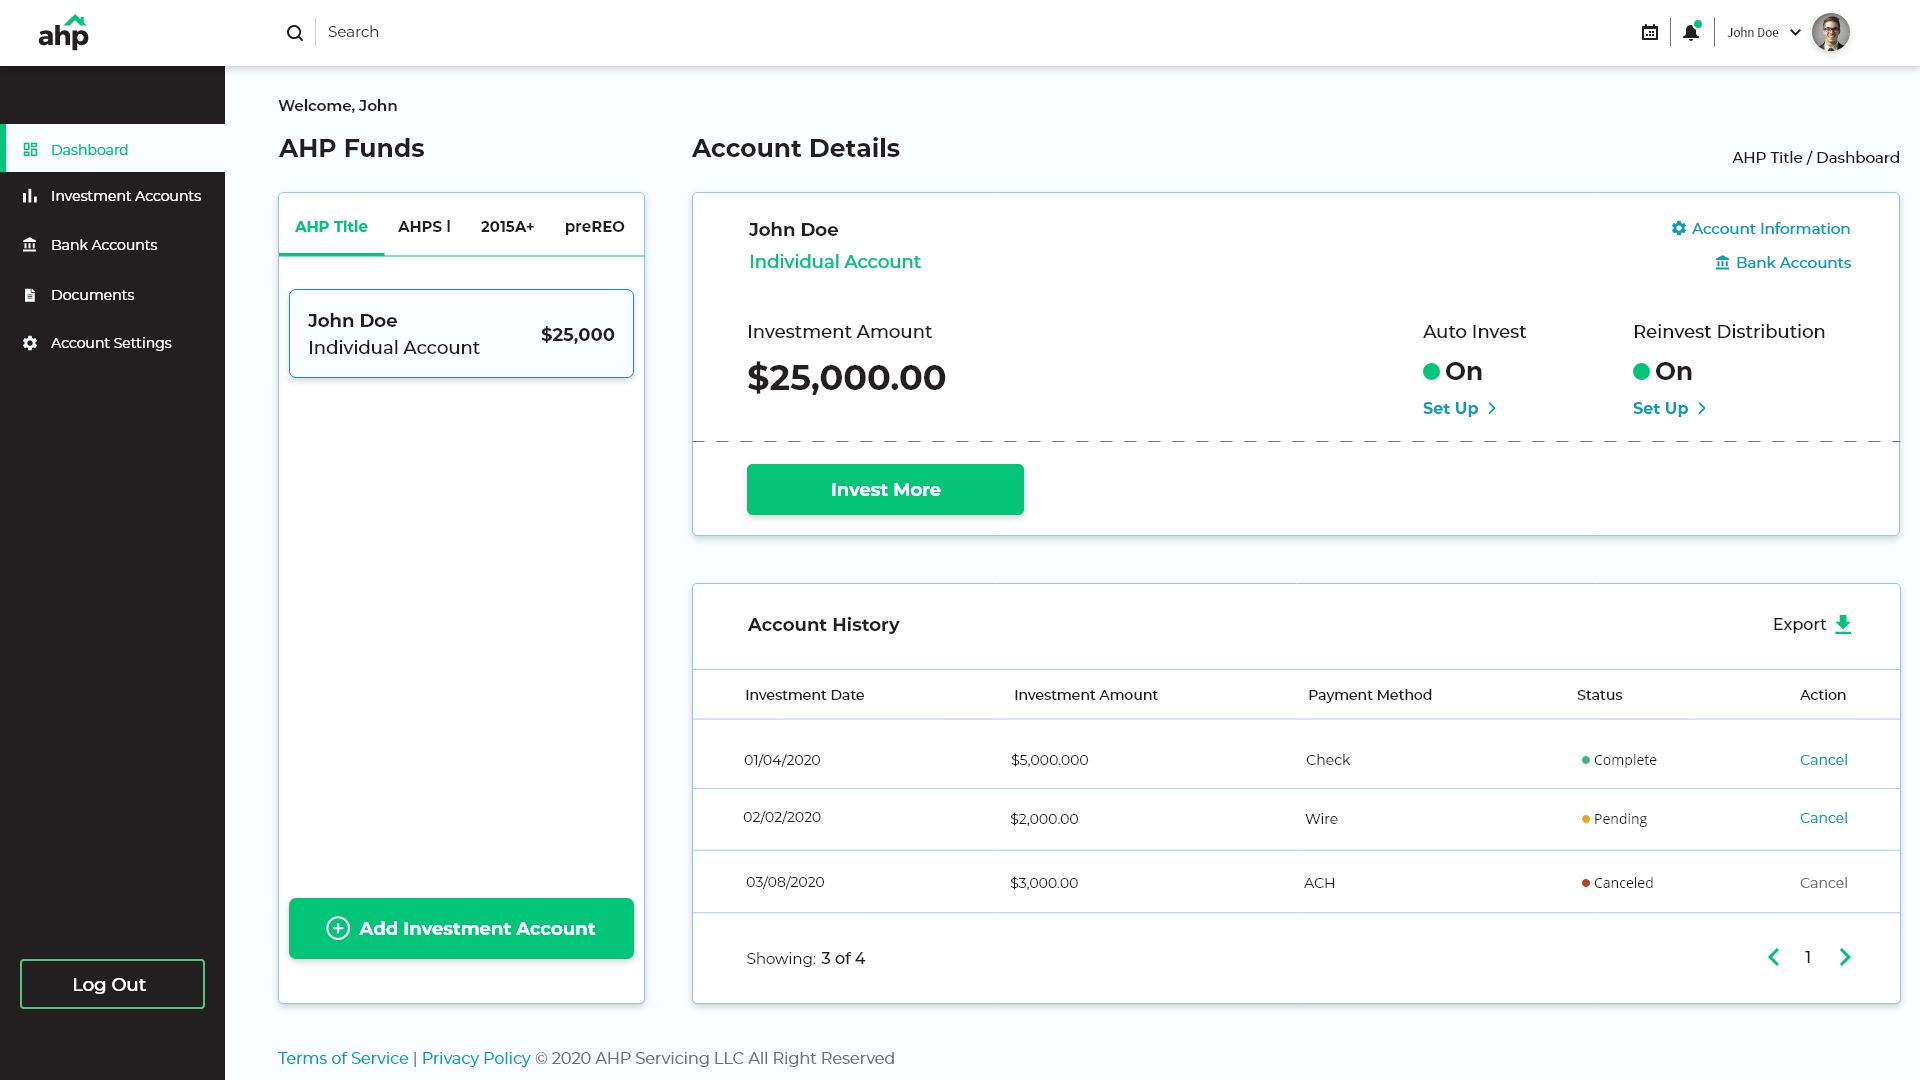 ahp
Search
John Doe
Welcome, John
AHP Funds
Account Details
AHP Title / Dashboard
Dashboard
Investment Accounts
Bank Accounts
Documents
Account Settings
Log Out
AHP Title
AHPS I
2015A+
preREO
John Doe
Individual Account
$25,000
Add Investment Account
John Doe
Individual Account
Account Information
Bank Accounts
Investment Amount
$25,000.00
Auto Invest
On
Set Up
Reinvest Distribution
On
Set Up
Invest More
Account History
Export
Investment Date Investment Amount Payment Method Status Action
01/04/2020 $5,000.000 Check Complete Cancel
02/02/2020 $2,000.00 Wire Pending Cancel
03/08/2020 $3,000.00 ACH Canceled Cancel
Showing: 3 of 4
1
Terms of Service | Privacy Policy © 2020 AHP Servicing LLC All Right Reserved